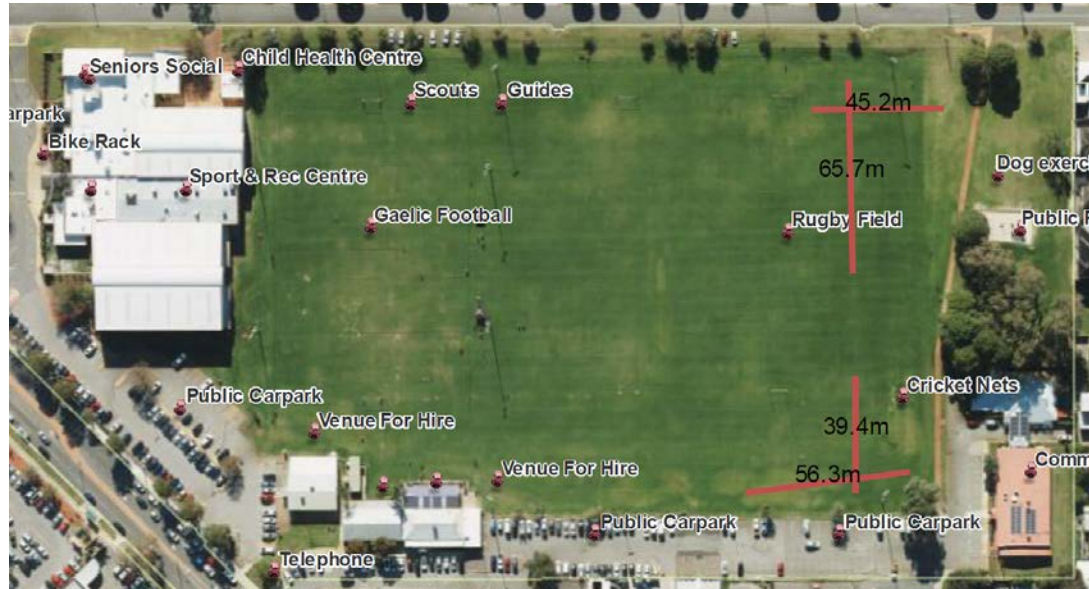 Child Health Centre
Seniors Social
Scouts
Guides
45.2m
arpark
Bike Rack
65.7m
Dog exerc
Sport & Rec Centre
Gaelic Football
Rugby Field
Public
Cricket Nets
Public Carpark
Venue For Hire
39.4m
Venue For Hire
56.3m
Comm
Public Carpark
Public Carpark
Telephone